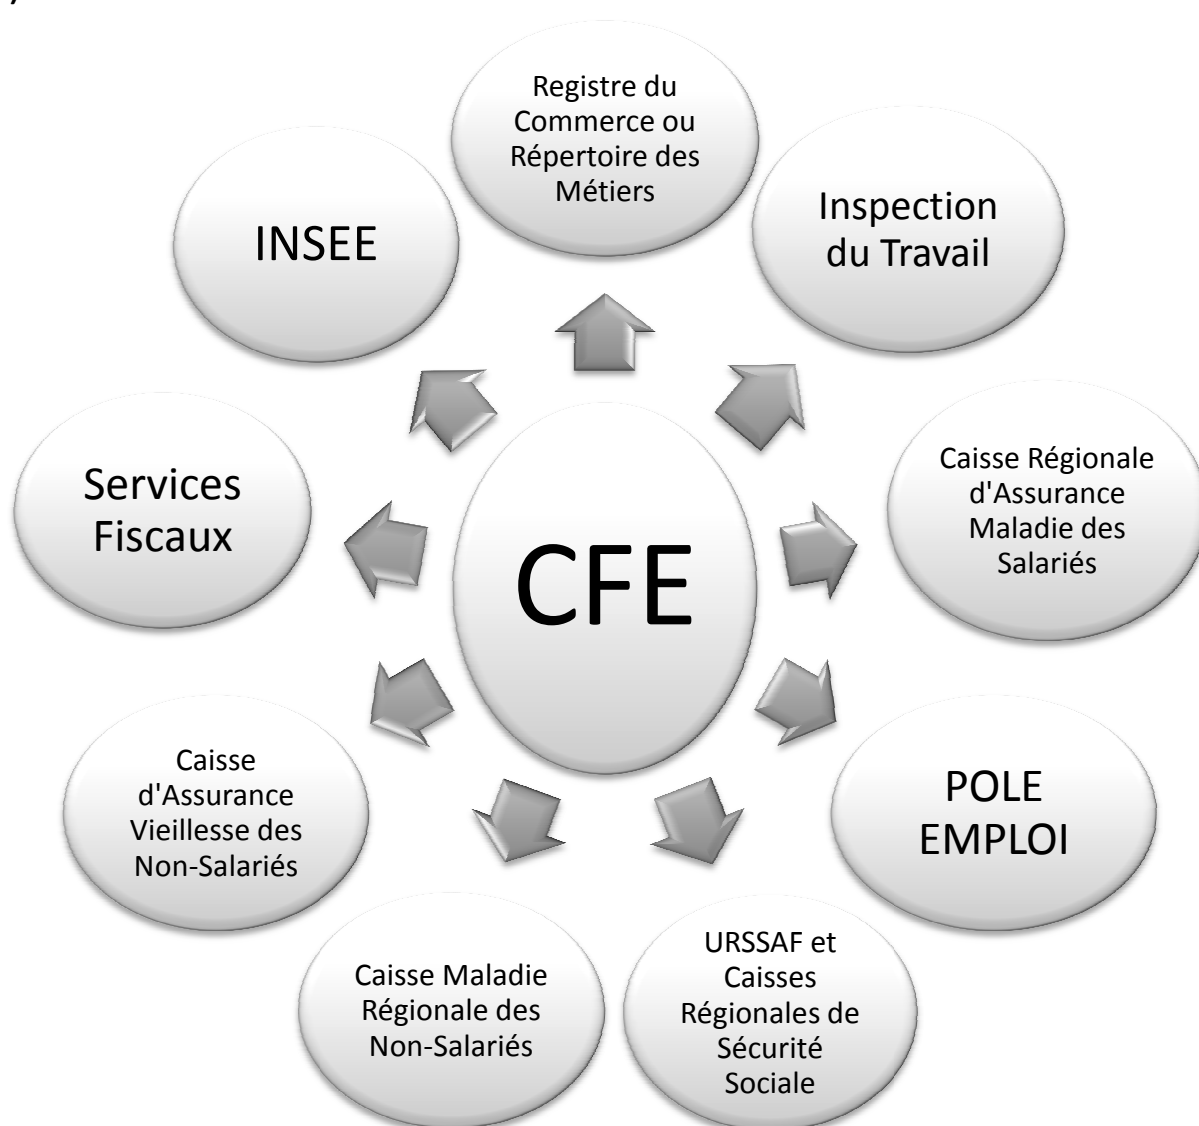 Registre du
Commerce ou
Répertoire des
Métiers
Inspection
du Travail
INSEE
Caisse Régionale
d'Assurance
Maladie des
Salariés
Services
Fiscaux
CFE
POLE
EMPLOI
Caisse
d'Assurance
Vieillesse des
Non-Salariés
URSSAF et
Caisses
Régionales de
Sécurité
Sociale
Caisse Maladie
Régionale des
Non-Salariés